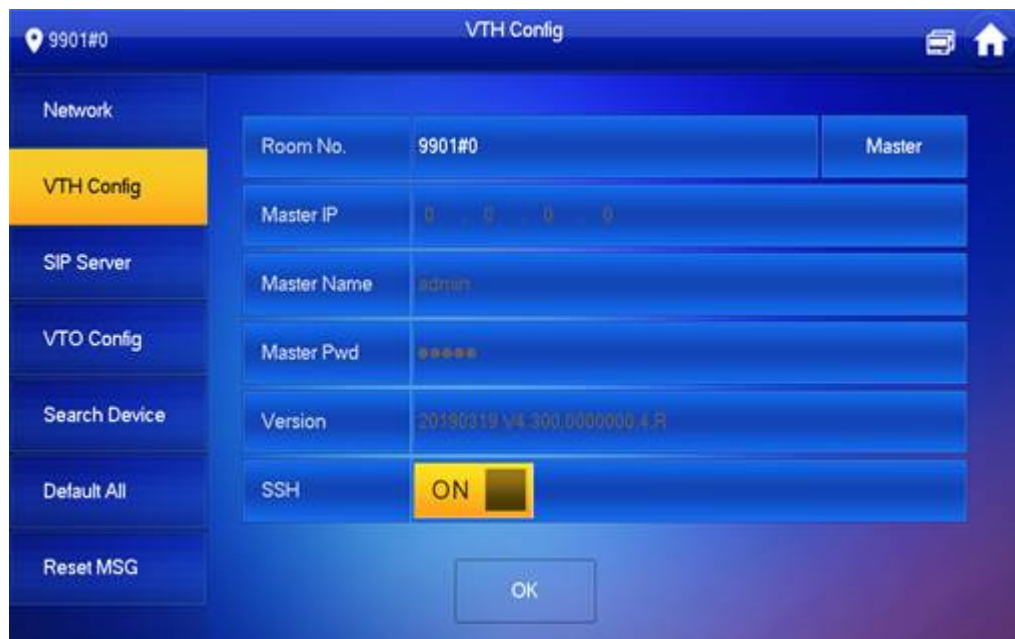 9901#0
VTH Config
Network
VTH Config
SIP Server
VTO Config
Search Device
Default All
Reset MSG
Room No. 9901#0 Master
Master IP 0 . 0 . 0 . 0
Master Name admin
Master Pwd ●●●●●
Version 20190319.V4.300.0000000.4.R
SSH ON
OK